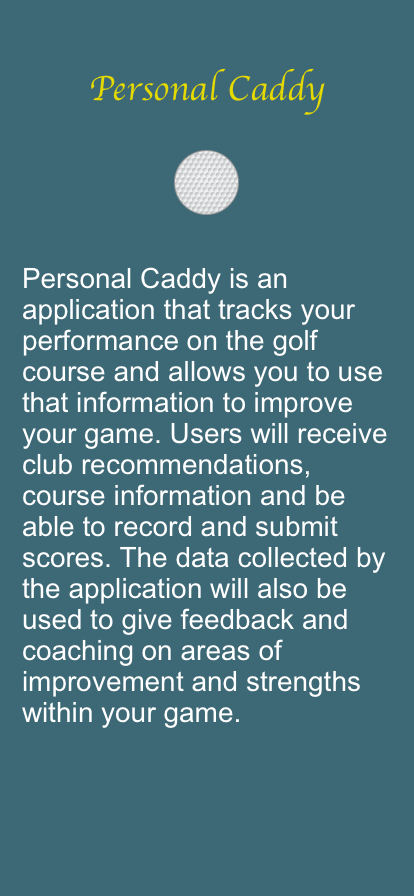 Personal Caddy
Personal Caddy is an
application that tracks your
performance on the golf
course and allows you to use
that information to improve
your game. Users will receive
club recommendations,
course information and be
able to record and submit
scores. The data collected by
the application will also be
used to give feedback and
coaching on areas of
improvement and strengths
within your game.